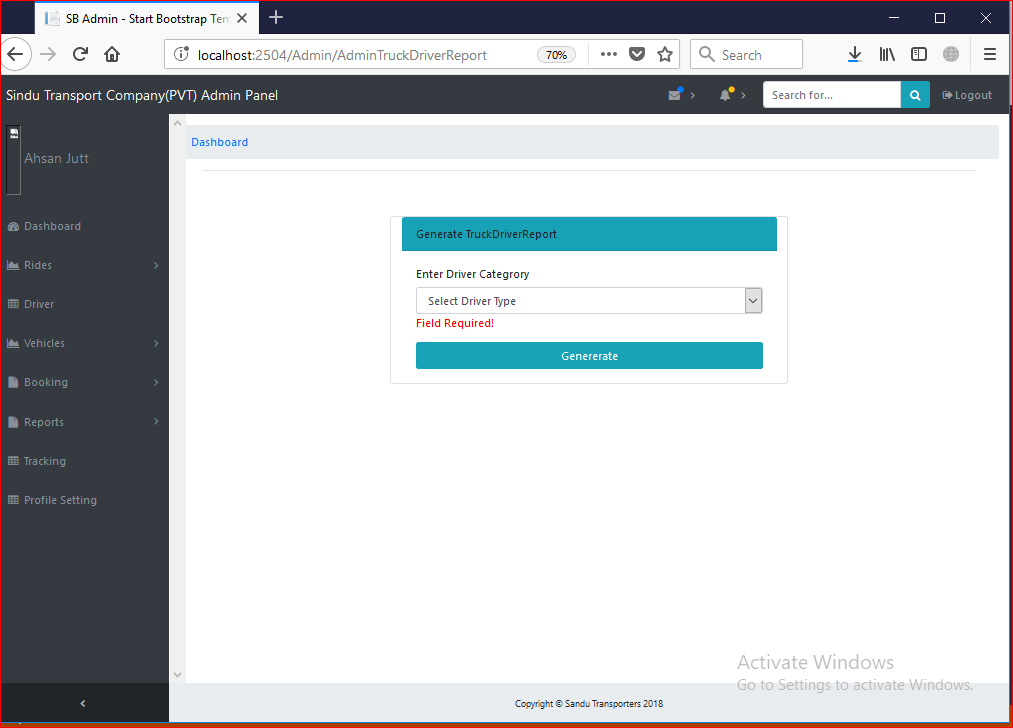 SB Admin - Start Bootstrap Tem
localhost:2504/Admin/AdminTruckDriverReport
70%
Search
Sindu Transport Company(PVT) Admin Panel
Search for...
Logout
Ahsan Jutt
Dashboard
Rides
Driver
Vehicles
Booking
Reports
Tracking
Profile Setting
Dashboard
Generate TruckDriverReport
Enter Driver Categrory
Select Driver Type
Field Required!
Genererate
Activate Windows
Go to Settings to activate Windows.
Copyright © Sandu Transporters 2018